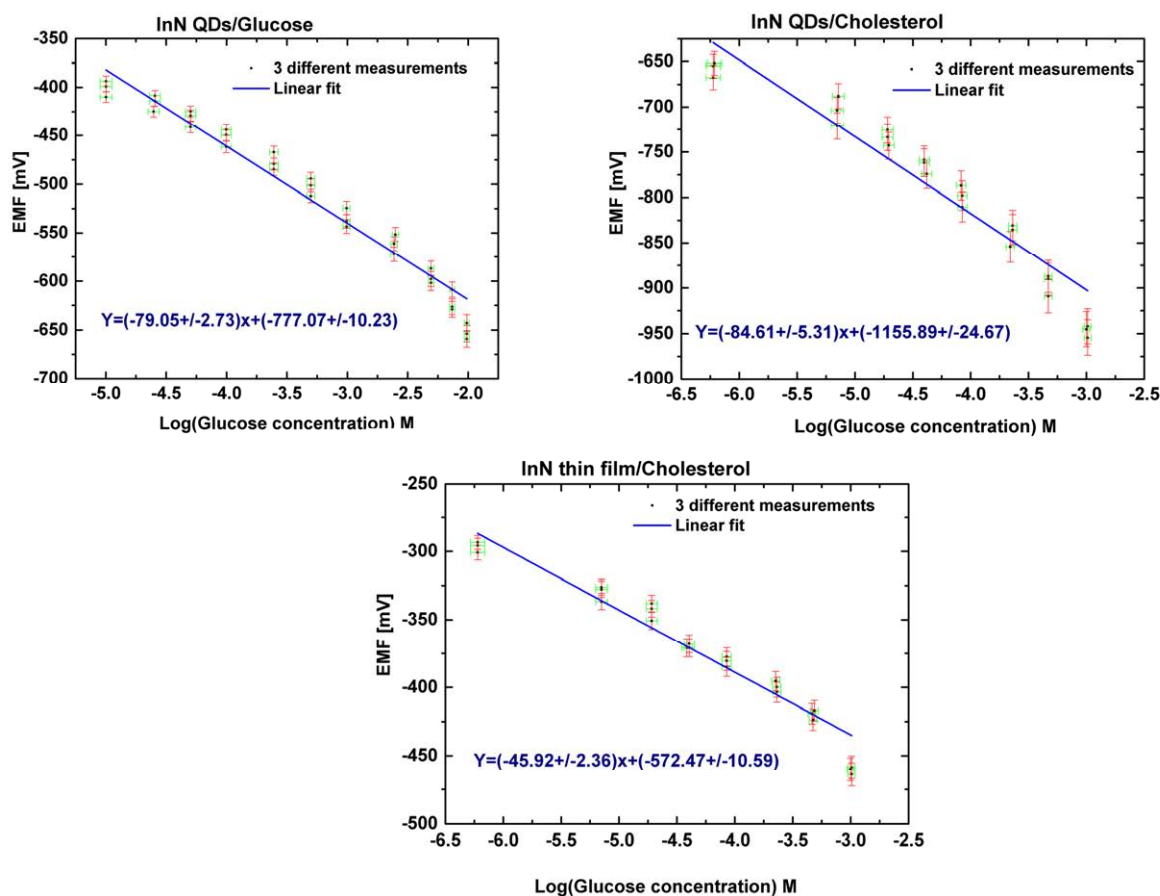 InN QDs/Glucose
-350
-400
-450
-500
-550
-600
-650
-700
EMF [mV]
3 different measurements
Linear fit
Y=(-79.05+/-2.73)x+(-777.07+/-10.23)
-5.0 -4.5 -4.0 -3.5 -3.0 -2.5 -2.0
Log(Glucose concentration) M
InN QDs/Cholesterol
-650
-700
-750
-800
-850
-900
-950
-1000
EMF [mV]
3 different measurements
Linear fit
Y=(-84.61+/-5.31)x+(-1155.89+/-24.67)
-6.5 -6.0 -5.5 -5.0 -4.5 -4.0 -3.5 -3.0 -2.5
Log(Glucose concentration) M
InN thin film/Cholesterol
-250
-300
-350
-400
-450
-500
EMF [mV]
3 different measurements
Linear fit
Y=(-45.92+/-2.36)x+(-572.47+/-10.59)
-6.5 -6.0 -5.5 -5.0 -4.5 -4.0 -3.5 -3.0 -2.5
Log(Glucose concentration) M